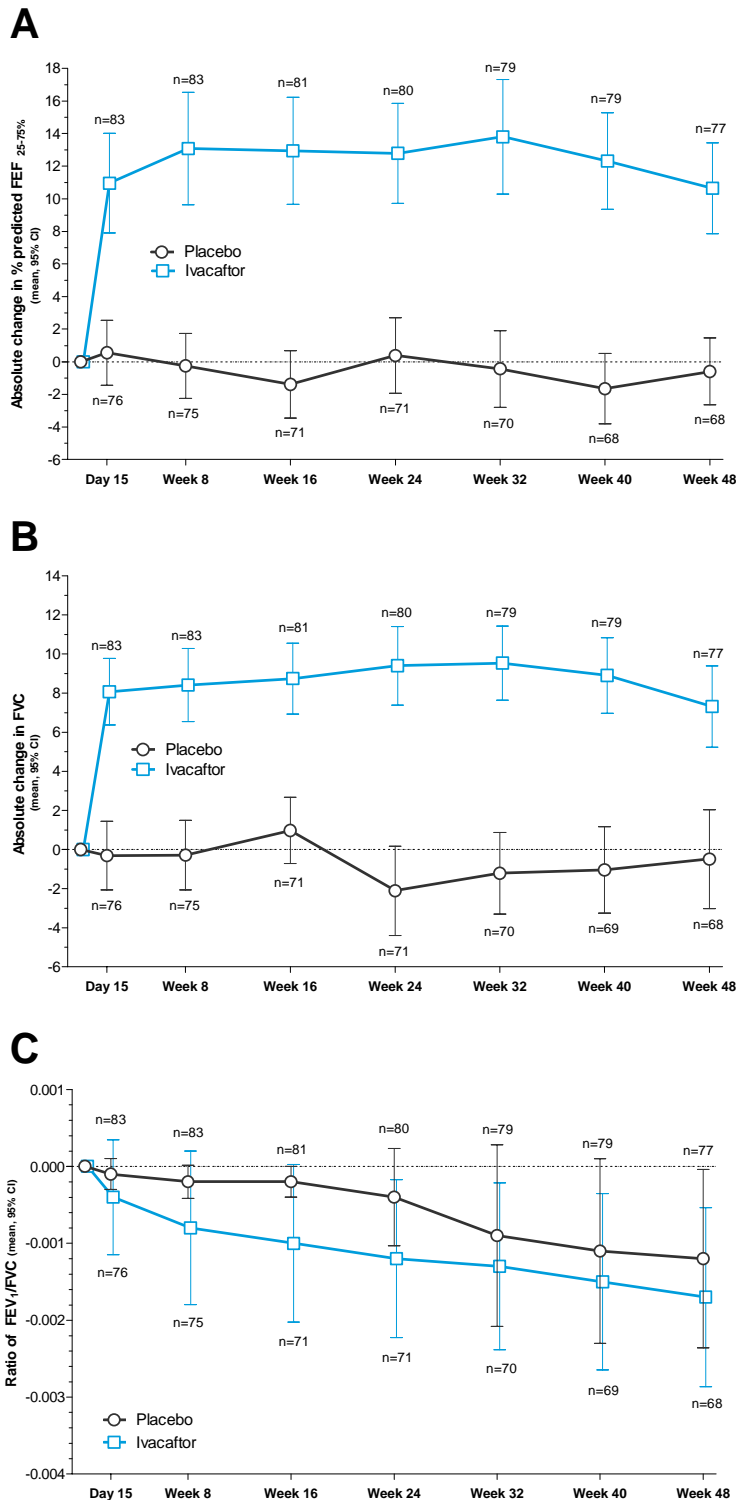 A
Absolute change in % predicted FEF 25-75%
(mean, 95% CI)
18
16
14
12
10
8
6
4
2
0
-2
-4
-6
n=83
n=83
n=81
n=80
n=79
n=79
n=77
Placebo
Ivacaftor
n=76
n=75
n=71
n=71
n=70
n=68
n=68
Day 15
Week 8
Week 16
Week 24
Week 32
Week 40
Week 48
B
Absolute change in FVC
(mean, 95% CI)
14
12
10
8
6
4
2
0
-2
-4
-6
n=83
n=83
n=81
n=80
n=79
n=79
n=77
Placebo
Ivacaftor
n=76
n=75
n=71
n=71
n=70
n=69
n=68
Day 15
Week 8
Week 16
Week 24
Week 32
Week 40
Week 48
C
Ratio of FEV₁/FVC (mean, 95% CI)
0.001
0.000
-0.001
-0.002
-0.003
-0.004
n=83
n=83
n=81
n=80
n=79
n=79
n=77
n=76
n=75
n=71
n=71
n=70
n=69
n=68
Placebo
Ivacaftor
Day 15
Week 8
Week 16
Week 24
Week 32
Week 40
Week 48